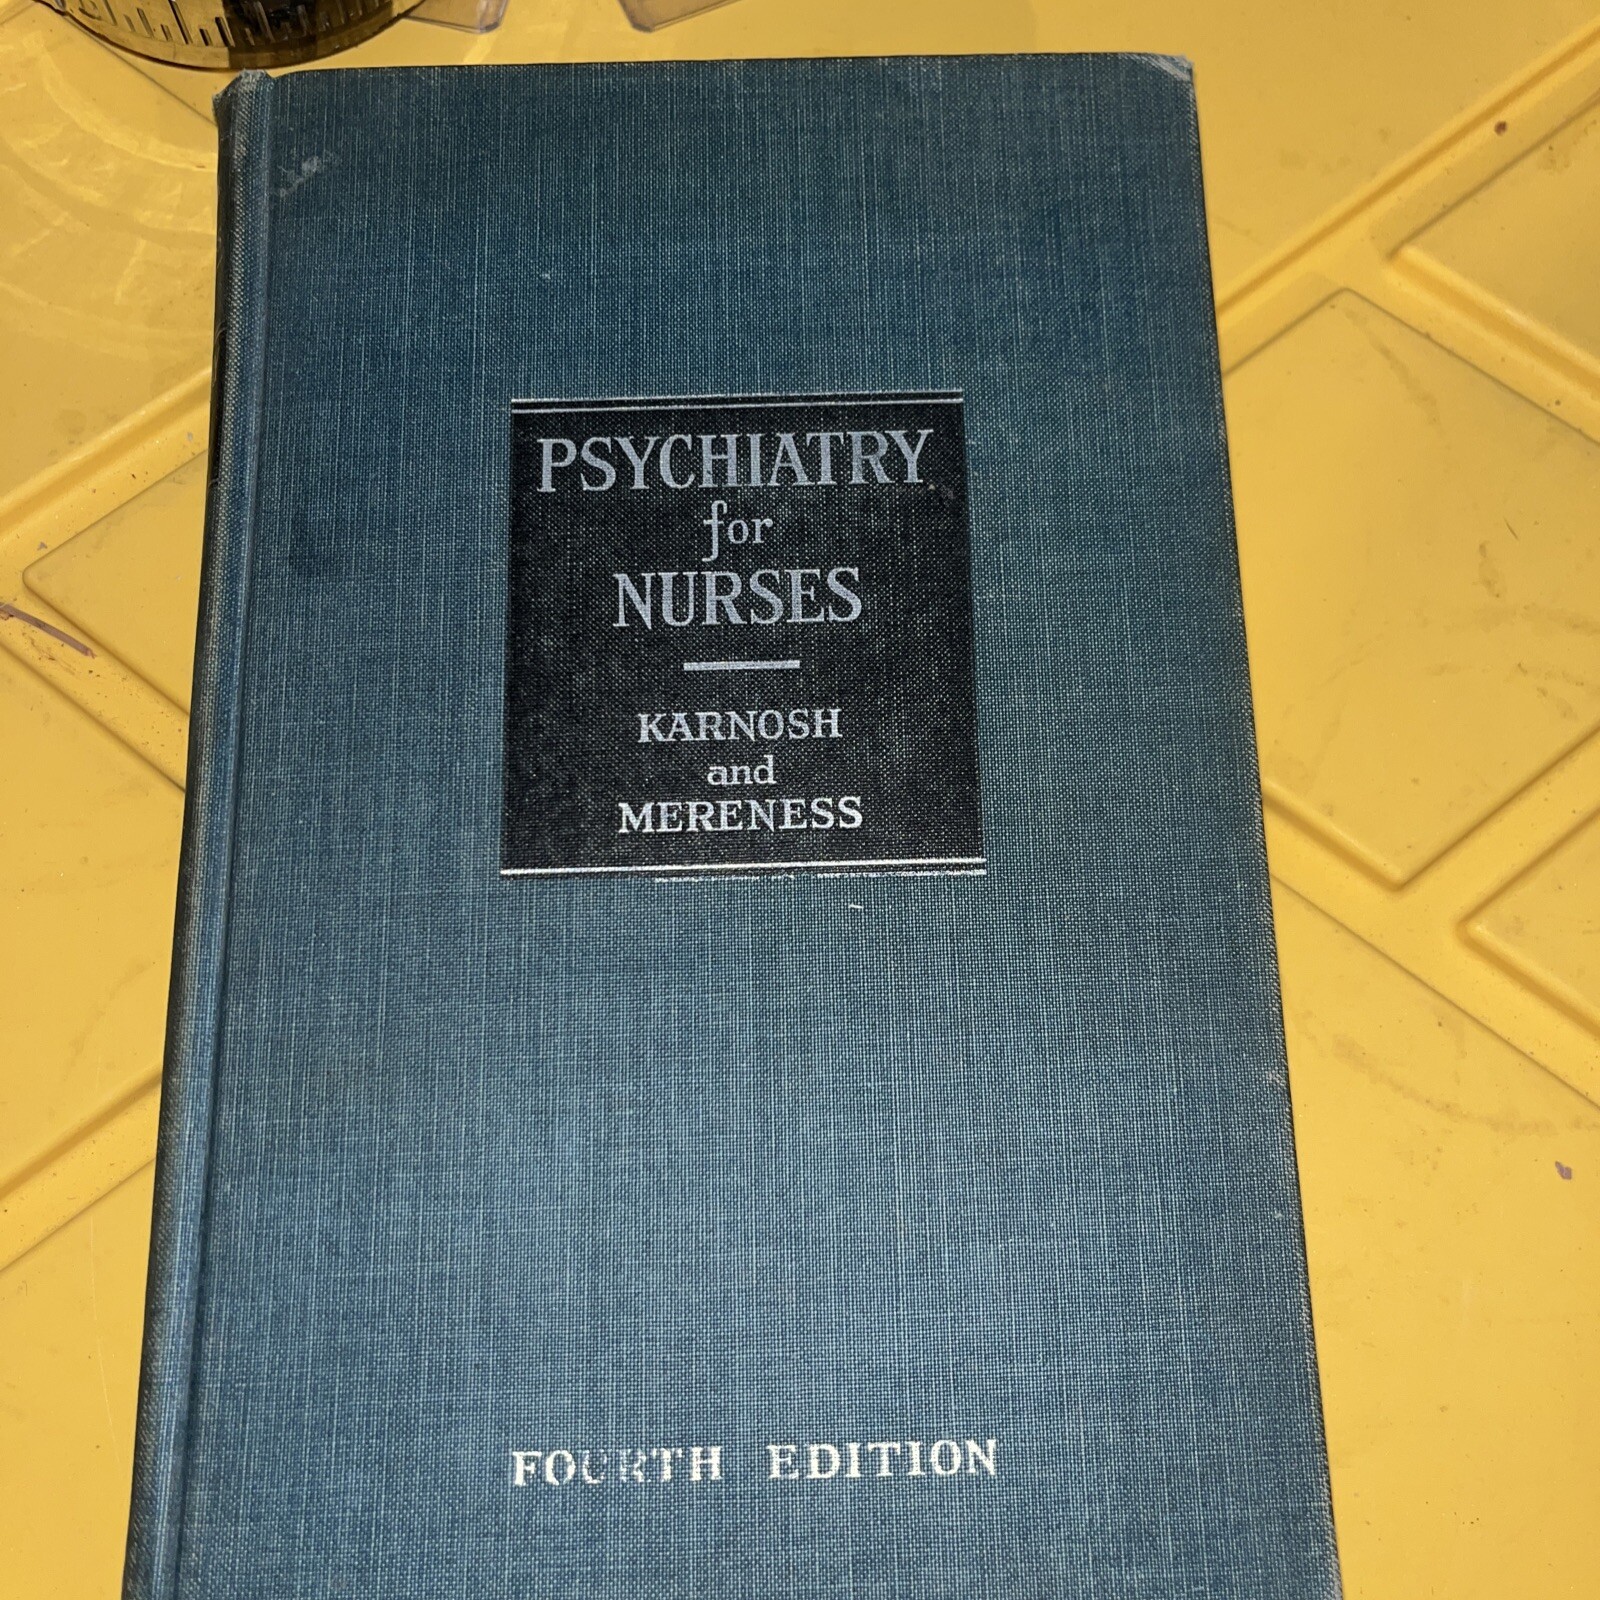 PSYCHIATRY
for
NURSES
KARNOSH
and
MERENESS
FOURTH EDITION